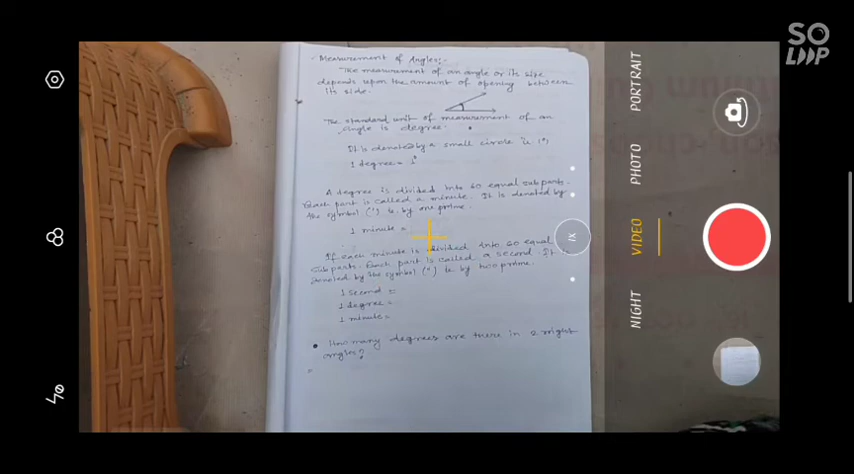 SO
LOOP
Measurement of Angles:-
The measurement of an angle or its size
depends upon the amount of opening between
its side.
The standard unit of measurement of an
angle is degree.
It is denoted by a small circle i.e. 1°,
1 degree = 1°
A degree is divided into 60 equal subparts.
Each part is called a minute. It is denoted by
the symbol (') i.e. by one prime.
1 minute =
If each minute is divided into 60 equal
subparts. Each part is called a second. It is
denoted by the symbol (") i.e. by two prime.
1 second =
1 degree =
1 minute =
How many degrees are there in 2 right
angles?
1X
PORTRAIT
PHOTO
VIDEO
NIGHT